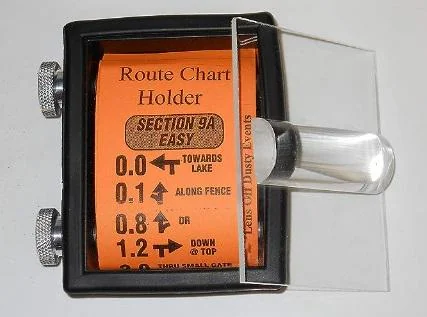 Route Chart
Holder
SECTION 9A
EASY
0.0 TOWARDS LAKE
0.1 ALONG FENCE
0.8 OR
1.2 DOWN @ TOP
THRU SMALL GATE
Lens Off Dusty Events